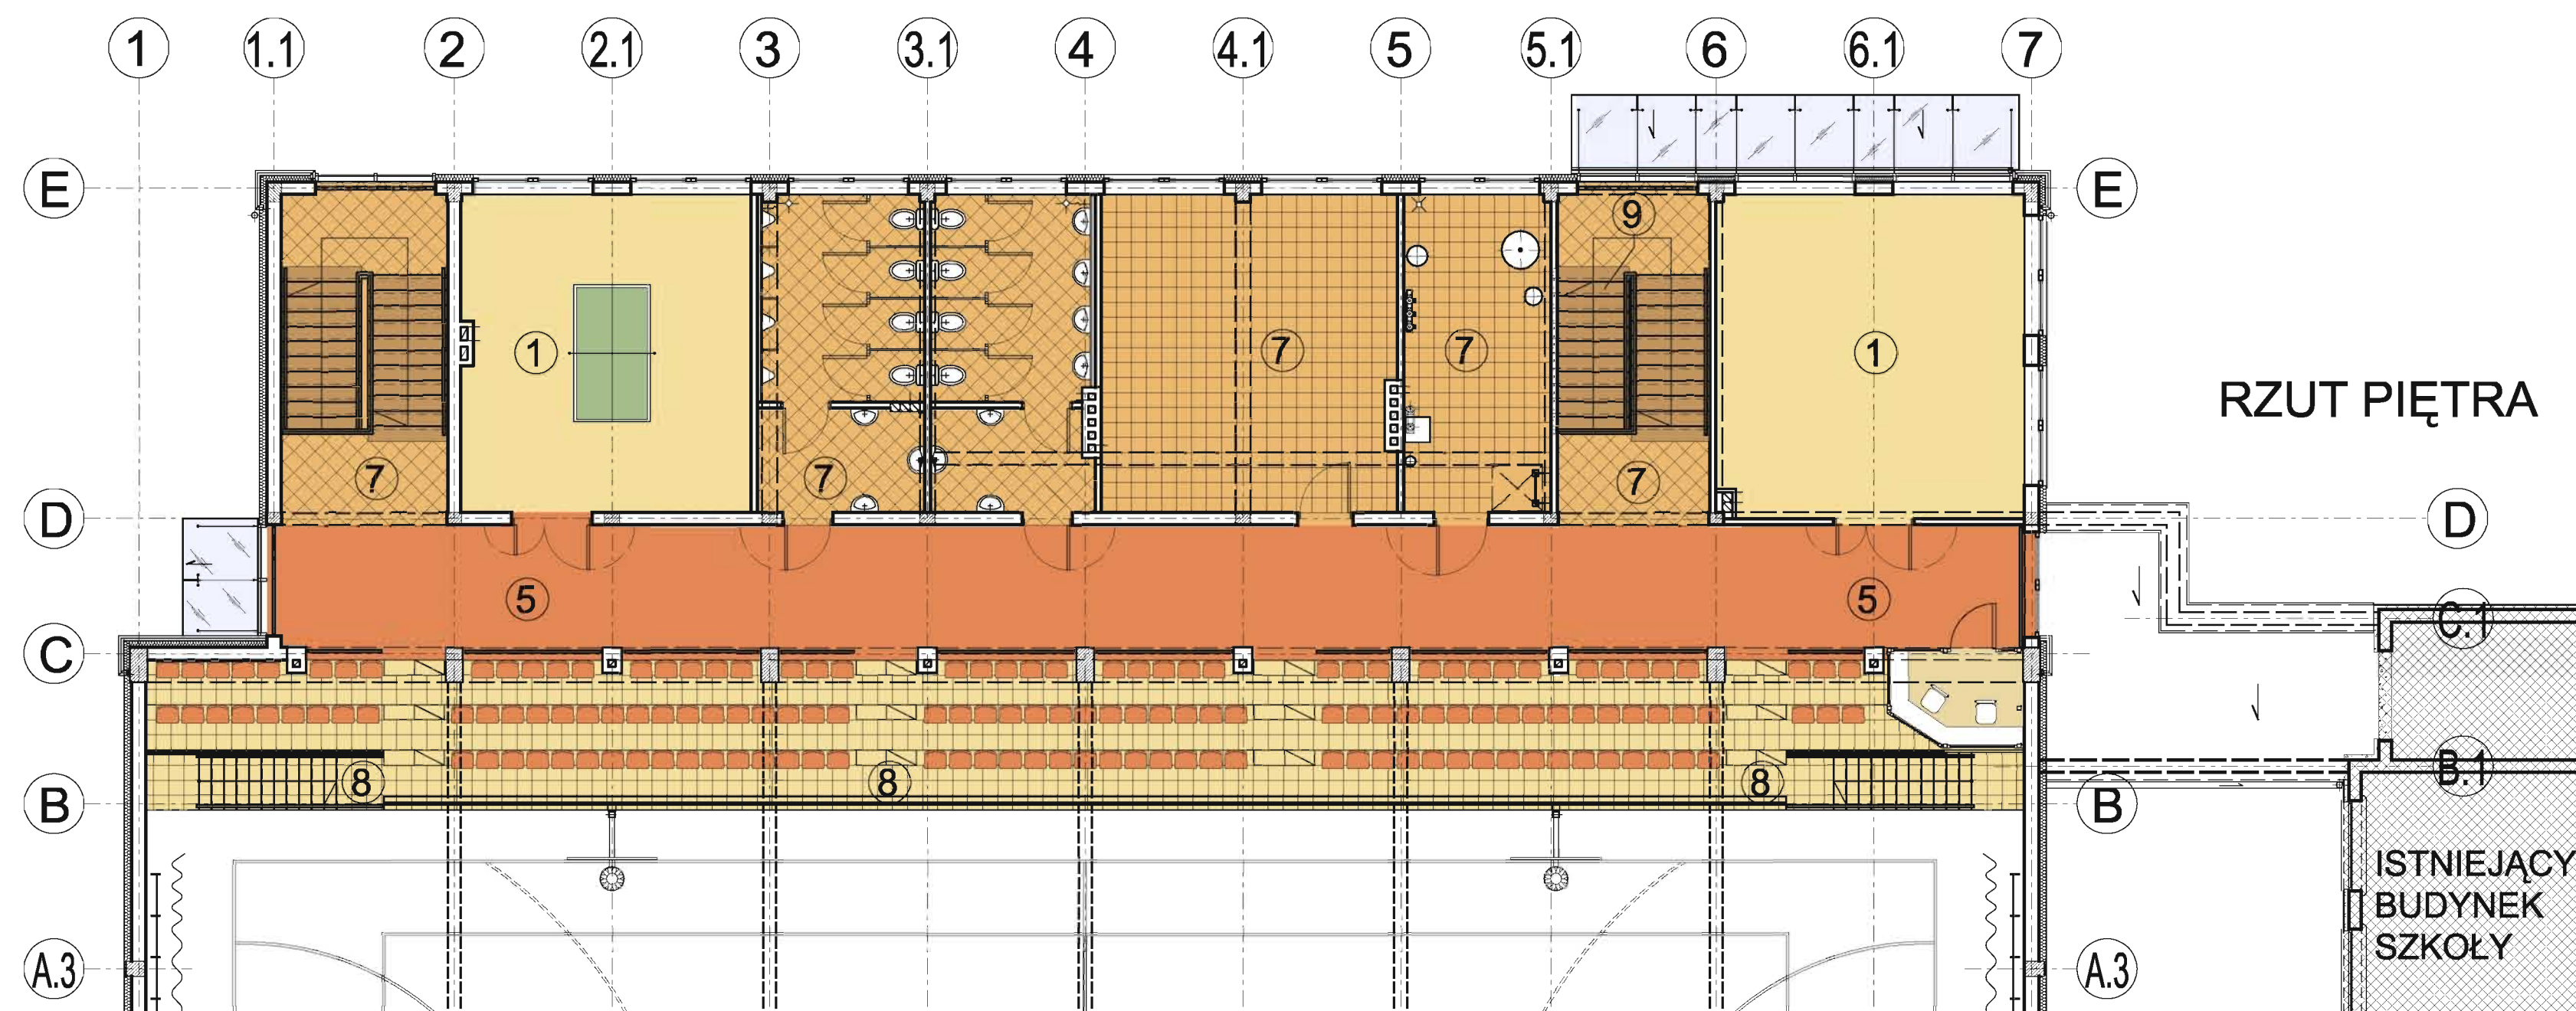 1 1.1 2 2.1 3 3.1 4 4.1 5 5.1 6 6.1 7
E 9 E
1 7 7 1
RZUT PIĘTRA
7 7 7
D D
5 5 C.1
C
8 8 8 B.1
B B
ISTNIEJĄCY
BUDYNEK
SZKOŁY
A.3 A.3